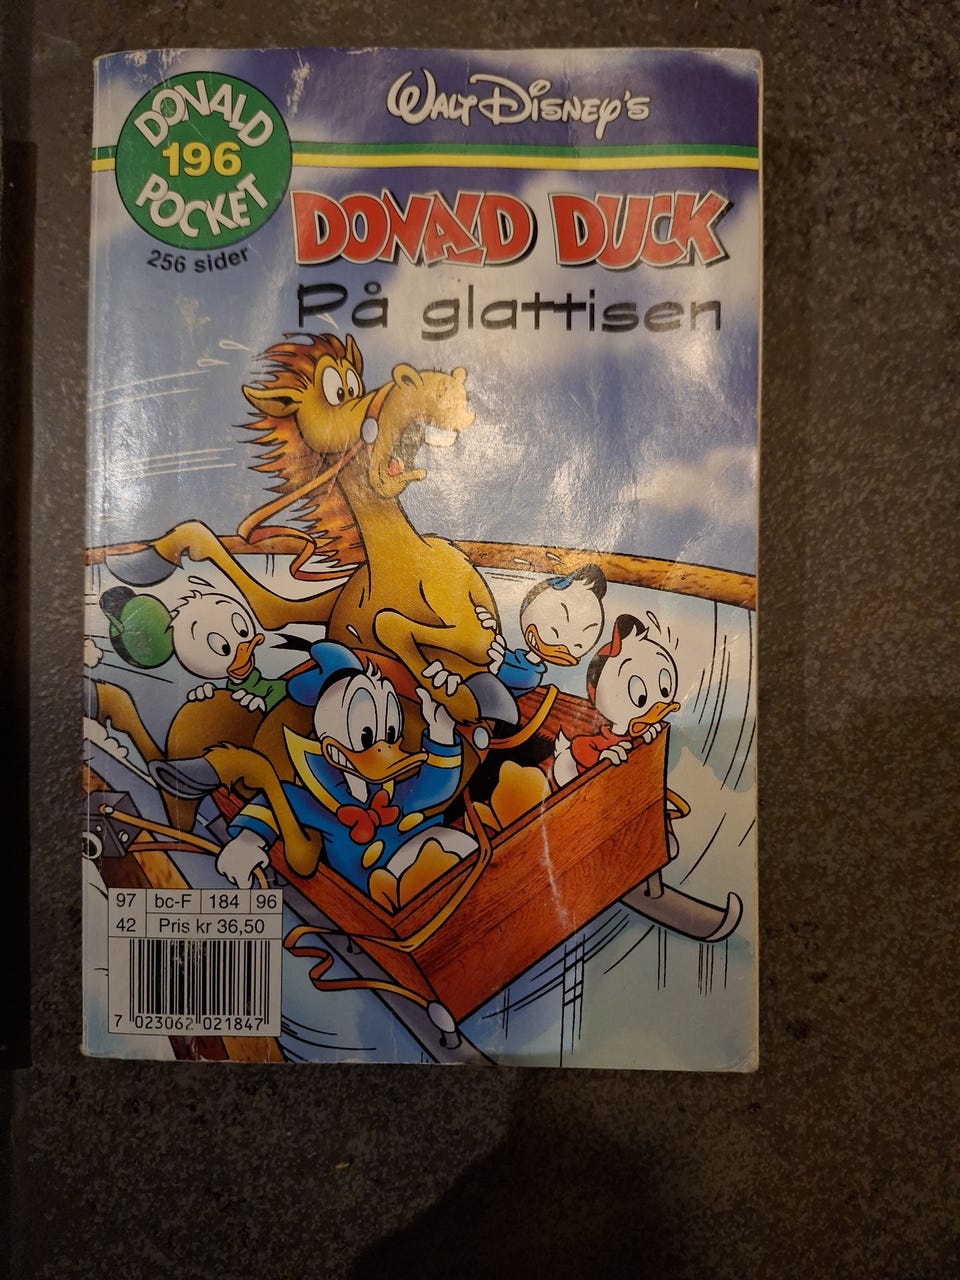 WALT DISNEY'S
DONALD
196
POCKET
256 sider
DONALD DUCK
På glattisen
97 bc-F 184 96
42 Pris kr 36,50
7 023062 021847